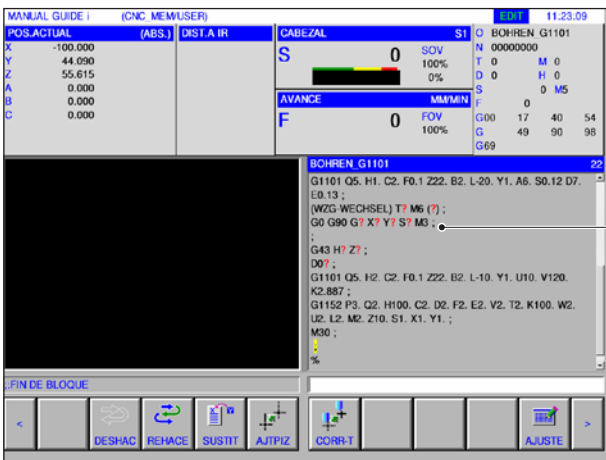 MANUAL GUIDE i (CNC_MEM/USER) EDIT 11.23.09
POS.ACTUAL (ABS.) DIST.A IR
X -100.000
Y 44.090
Z 55.615
A 0.000
B 0.000
C 0.000
CABEZAL S1
S 0 SOV
100%
0%
AVANCE MM/MIN
F 0 FOV
100%
O BOHREN G1101
N 00000000
T 0 M 0
D 0 H 0
S 0 M5
F 0
G00 17 40 54
G 49 90 98
G69
BOHREN_G1101 22
G1101 Q5. H1. C2. F0.1 Z22. B2. L-20. Y1. A6. S0.12 D7.
E0.13 ;
(WZG-WECHSEL) T? M6 (?) ;
G0 G90 G? X? Y? S? M3 ;
;
G43 H? Z? ;
D0? ;
G1101 Q5. H2. C2. F0.1 Z22. B2. L-10. Y1. U10. V120.
K2.887 ;
G1152 P3. Q2. H100. C2. D2. F2. E2. V2. T2. K100. W2.
U2. L2. M2. Z10. S1. X1. Y1. ;
M30 ;
;
%
;:FIN DE BLOQUE
< DESHAC REHACE SUSTIT AJTPIZ CORR-T AJUSTE >